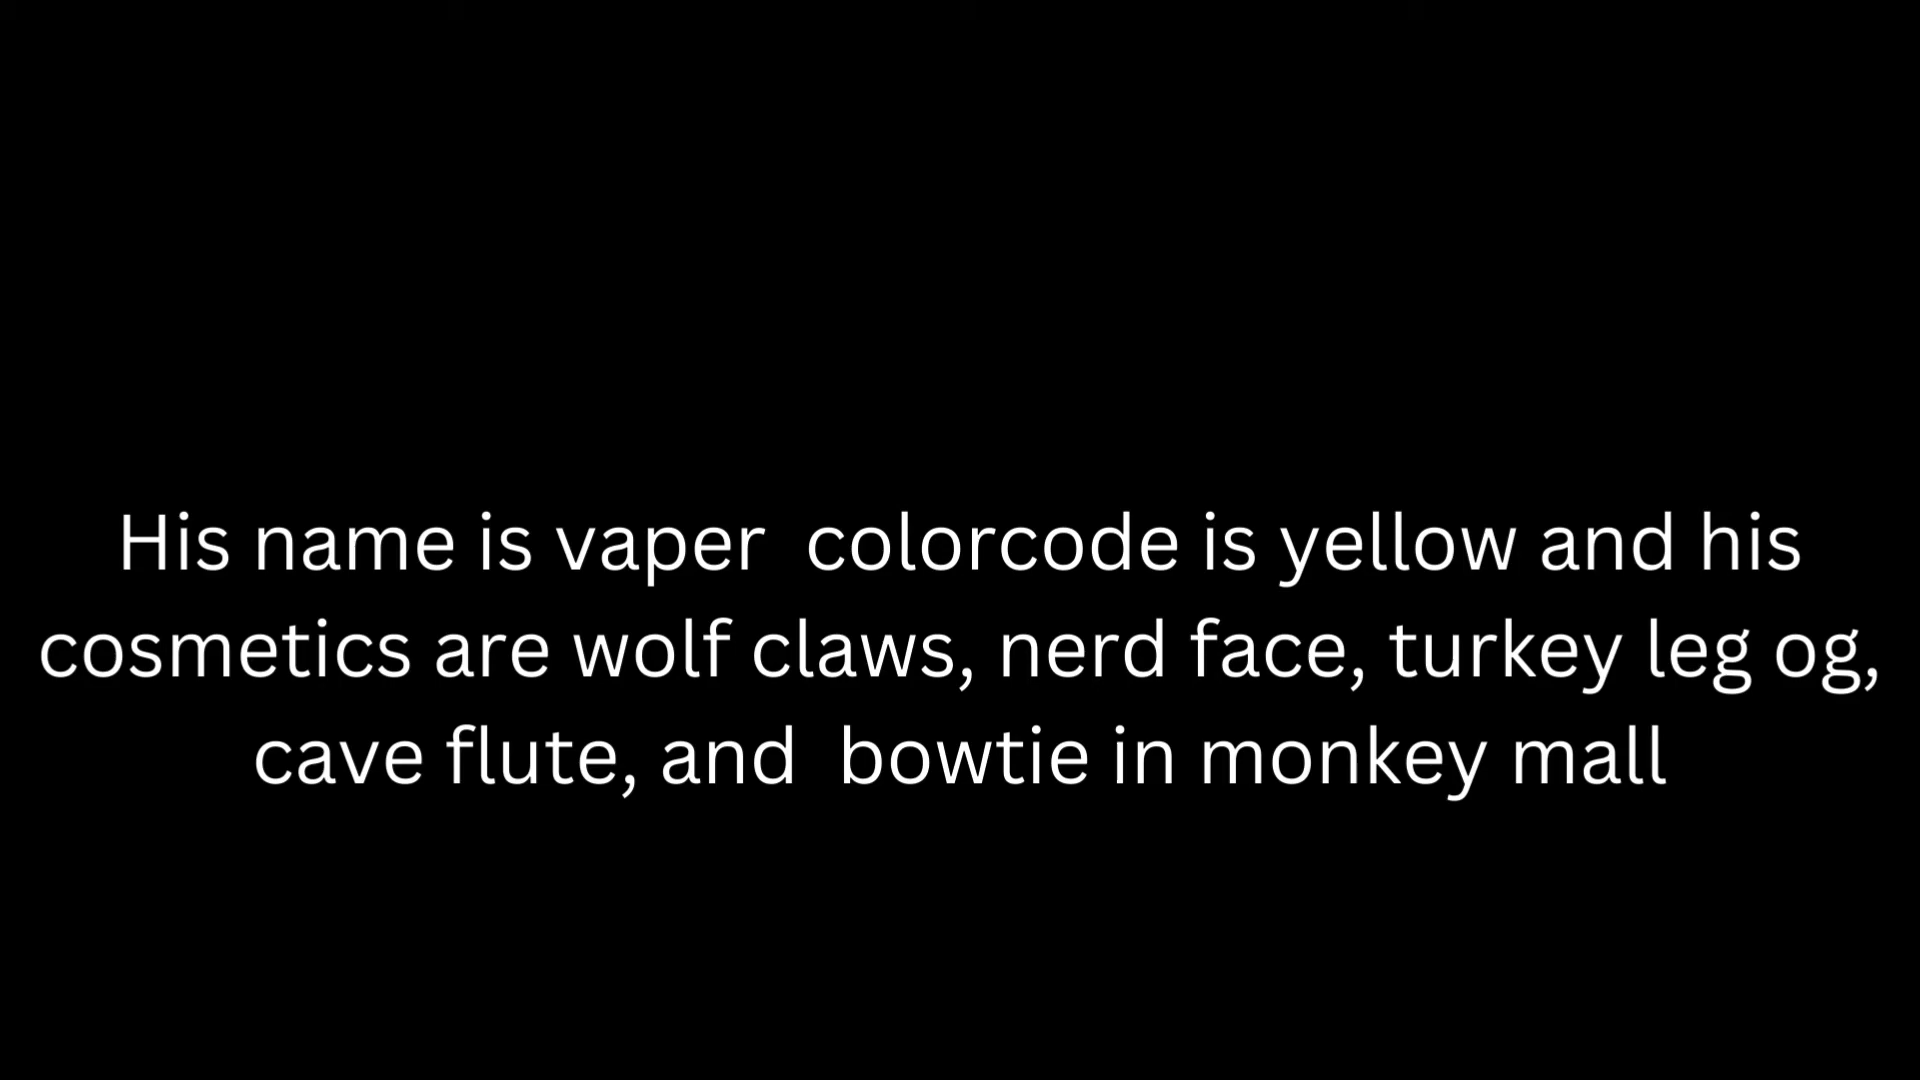 His name is vaper  colorcode is yellow and his
cosmetics are wolf claws, nerd face, turkey leg og,
cave flute, and  bowtie in monkey mall